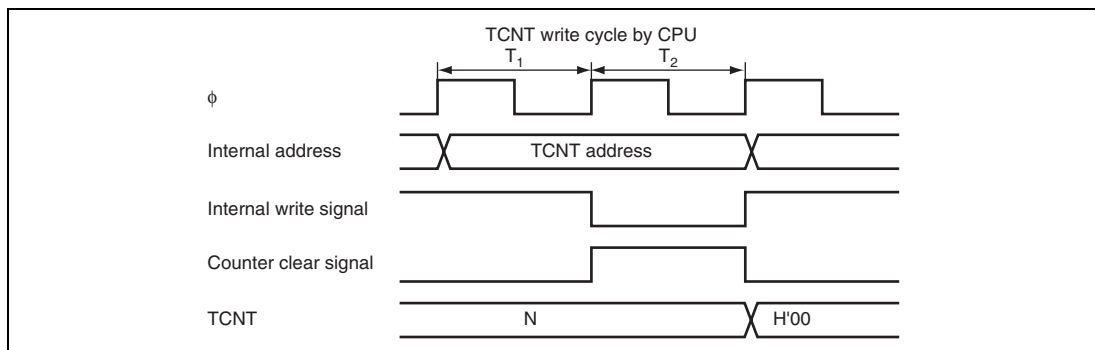 TCNT write cycle by CPU
T1 T2
ϕ
Internal address TCNT address
Internal write signal
Counter clear signal
TCNT N H'00